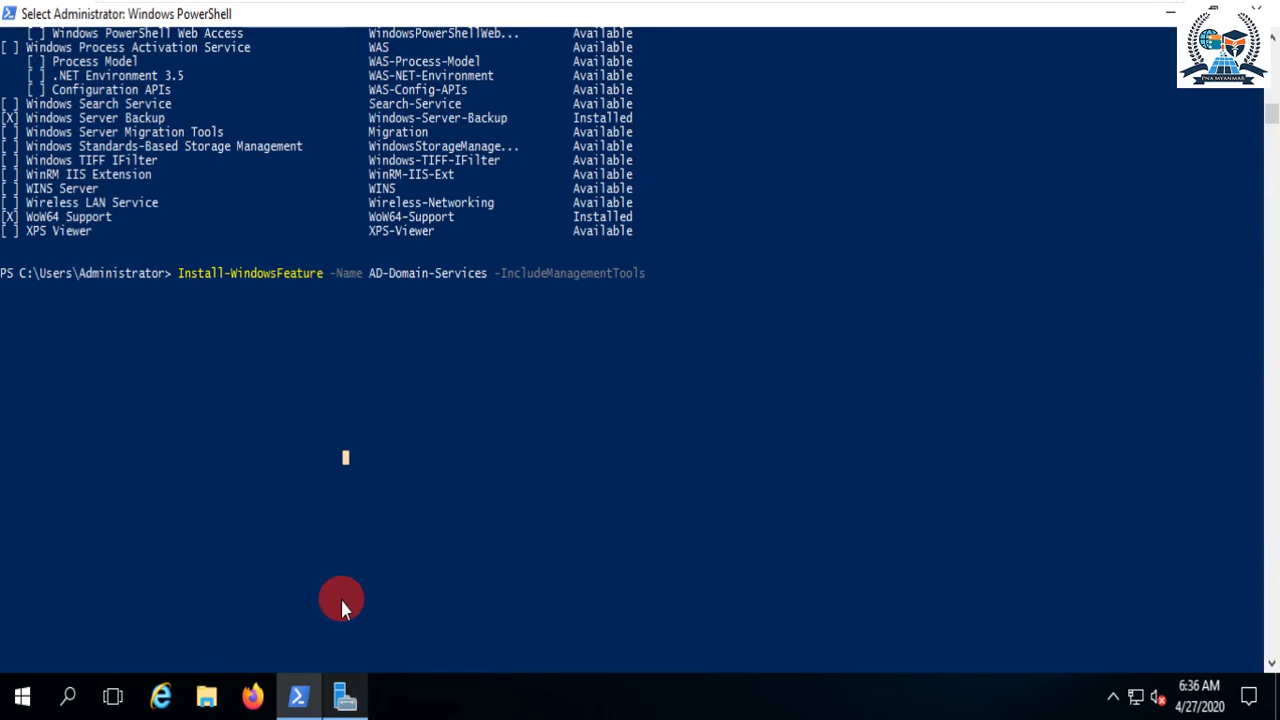 Select Administrator: Windows PowerShell
[ ] Windows PowerShell Web Access WindowsPowerShellWeb... Available
[ ] Windows Process Activation Service WAS Available
[ ] Process Model WAS-Process-Model Available
[ ] .NET Environment 3.5 WAS-NET-Environment Available
[ ] Configuration APIs WAS-Config-APIs Available
[ ] Windows Search Service Search-Service Available
[X] Windows Server Backup Windows-Server-Backup Installed
[ ] Windows Server Migration Tools Migration Available
[ ] Windows Standards-Based Storage Management WindowsStorageManage... Available
[ ] Windows TIFF IFilter Windows-TIFF-IFilter Available
[ ] WinRM IIS Extension WinRM-IIS-Ext Available
[ ] WINS Server WINS Available
[ ] Wireless LAN Service Wireless-Networking Available
[X] WoW64 Support WoW64-Support Installed
[ ] XPS Viewer XPS-Viewer Available
PS C:\Users\Administrator> Install-WindowsFeature -Name AD-Domain-Services -IncludeManagementTools
PNA MYANMAR
6:36 AM
4/27/2020